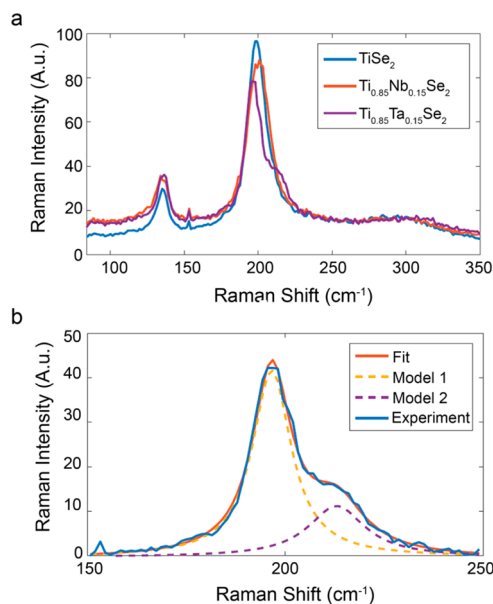 a
100
80
60
40
20
0
Raman Intensity (A.u.)
TiSe₂
Ti₀.₈₅Nb₀.₁₅Se₂
Ti₀.₈₅Ta₀.₁₅Se₂
100 150 200 250 300 350
Raman Shift (cm⁻¹)
b
50
40
30
20
10
0
Raman Intensity (A.u.)
Fit
Model 1
Model 2
Experiment
150 200 250
Raman Shift (cm⁻¹)